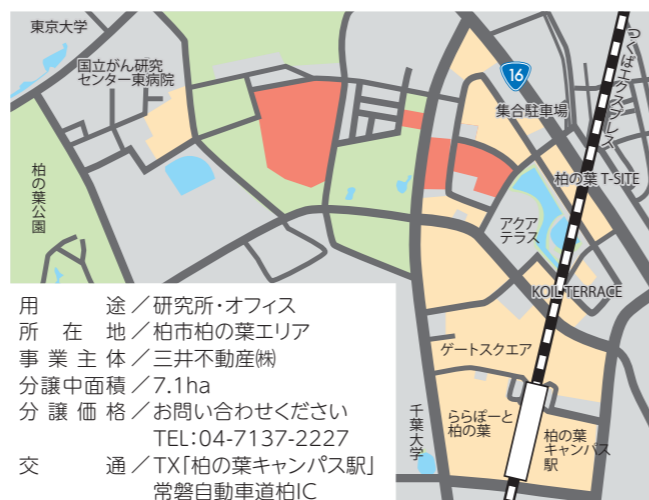 東京大学
国立がん研究
センター東病院
柏の葉公園
16
集合駐車場
つくばエクスプレス
柏の葉 T-SITE
アクア
テラス
KOIL TERRACE
ゲートスクエア
ららぽーと
柏の葉
柏の葉
キャンパス
駅
千葉大学
用途／研究所・オフィス
所在地／柏市柏の葉エリア
事業主体／三井不動産㈱
分譲中面積／7.1ha
分譲価格／お問い合わせください
TEL：04-7137-2227
交通／TX「柏の葉キャンパス駅」
常磐自動車道柏IC